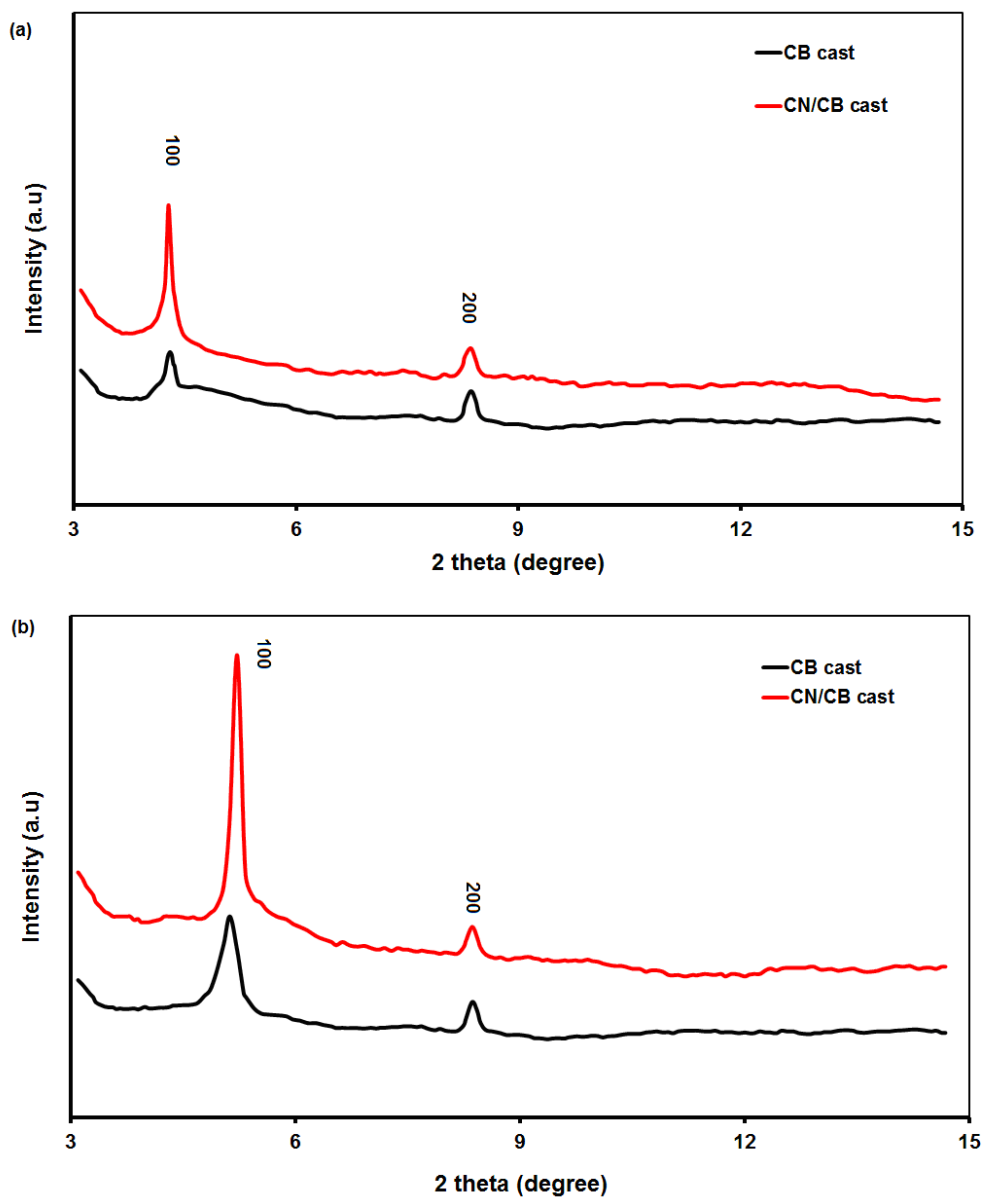 (a)
CB cast
CN/CB cast
100
200
Intensity (a.u)
3 6 9 12 15
2 theta (degree)
(b)
100
CB cast
CN/CB cast
200
Intensity (a.u)
3 6 9 12 15
2 theta (degree)